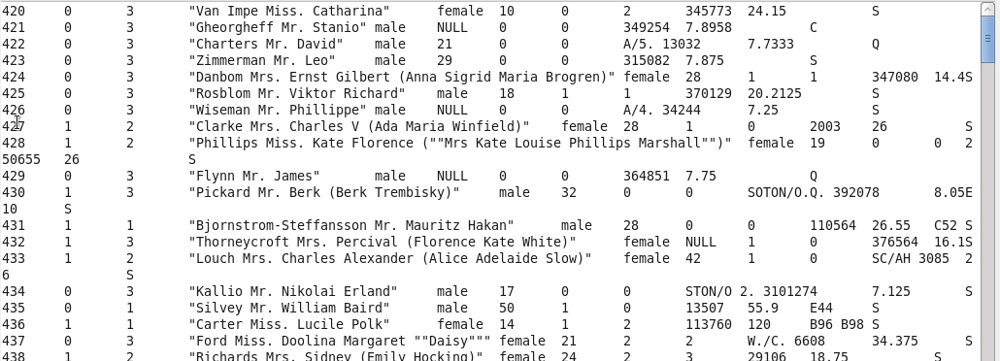 420 0 3 "Van Impe Miss. Catharina" female 10 0 2 345773 24.15 S
421 0 3 "Gheorgheff Mr. Stanio" male NULL 0 0 349254 7.8958 C
422 0 3 "Charters Mr. David" male 21 0 0 A/5. 13032 7.7333 Q
423 0 3 "Zimmerman Mr. Leo" male 29 0 0 315082 7.875 S
424 0 3 "Danbom Mrs. Ernst Gilbert (Anna Sigrid Maria Brogren)" female 28 1 1 347080 14.4S
425 0 3 "Rosblom Mr. Viktor Richard" male 18 1 1 370129 20.2125 S
426 0 3 "Wiseman Mr. Phillippe" male NULL 0 0 A/4. 34244 7.25 S
427 1 2 "Clarke Mrs. Charles V (Ada Maria Winfield)" female 28 1 0 2003 26 S
428 1 2 "Phillips Miss. Kate Florence (""Mrs Kate Louise Phillips Marshall"")" female 19 0 0 2
50655 26 S
429 0 3 "Flynn Mr. James" male NULL 0 0 364851 7.75 Q
430 1 3 "Pickard Mr. Berk (Berk Trembisky)" male 32 0 0 SOTON/O.Q. 392078 8.05E
10 S
431 1 1 "Bjornstrom-Steffansson Mr. Mauritz Hakan" male 28 0 0 110564 26.55 C52 S
432 1 3 "Thorneycroft Mrs. Percival (Florence Kate White)" female NULL 1 0 376564 16.1S
433 1 2 "Louch Mrs. Charles Alexander (Alice Adelaide Slow)" female 42 1 0 SC/AH 3085 2
6 S
434 0 3 "Kallio Mr. Nikolai Erland" male 17 0 0 STON/O 2. 3101274 7.125 S
435 0 1 "Silvey Mr. William Baird" male 50 1 0 13507 55.9 E44 S
436 1 1 "Carter Miss. Lucile Polk" female 14 1 2 113760 120 B96 B98 S
437 0 3 "Ford Miss. Doolina Margaret ""Daisy""" female 21 2 2 W./C. 6608 34.375 S
438 1 2 "Richards Mrs. Sidney (Emily Hocking)" female 24 2 3 29106 18.75 S